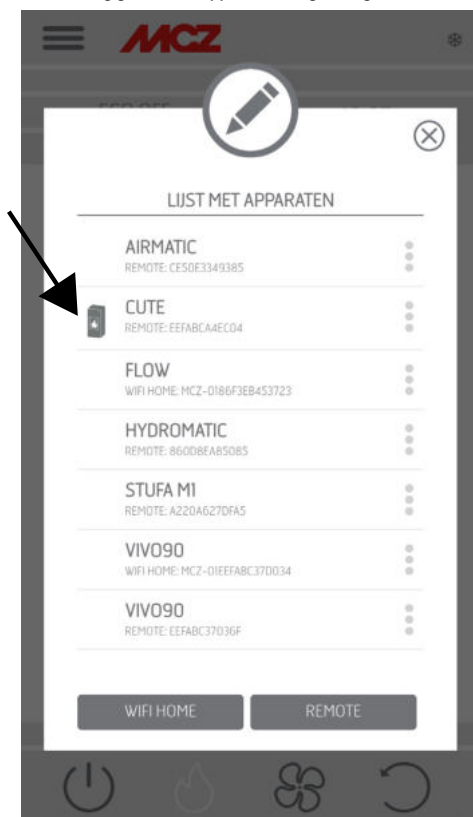 MCZ
LIJST MET APPARATEN
AIRMATIC
REMOTE: CE50E3349385
CUTE
REMOTE: EEFABCA4EC04
FLOW
WIFI HOME: MCZ-0186F3EB453723
HYDROMATIC
REMOTE: 860D8EA85085
STUFA M1
REMOTE: A220A627DFA5
VIVO90
WIFI HOME: MCZ-01EEFABC37D034
VIVO90
REMOTE: EEFABC37036F
WIFI HOME REMOTE